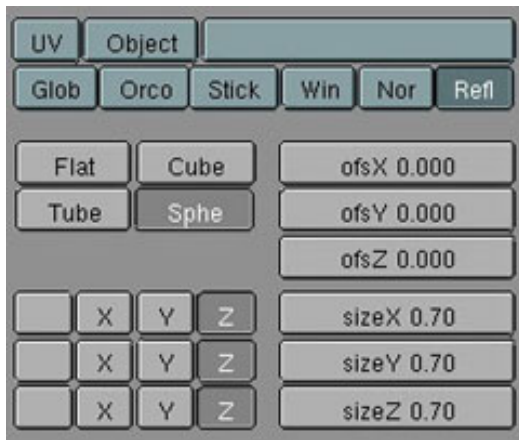 UV Object
Glob Orco Stick Win Nor Refl
Flat Cube ofsX 0.000
Tube Sphe ofsY 0.000
ofsZ 0.000
X Y Z sizeX 0.70
X Y Z sizeY 0.70
X Y Z sizeZ 0.70